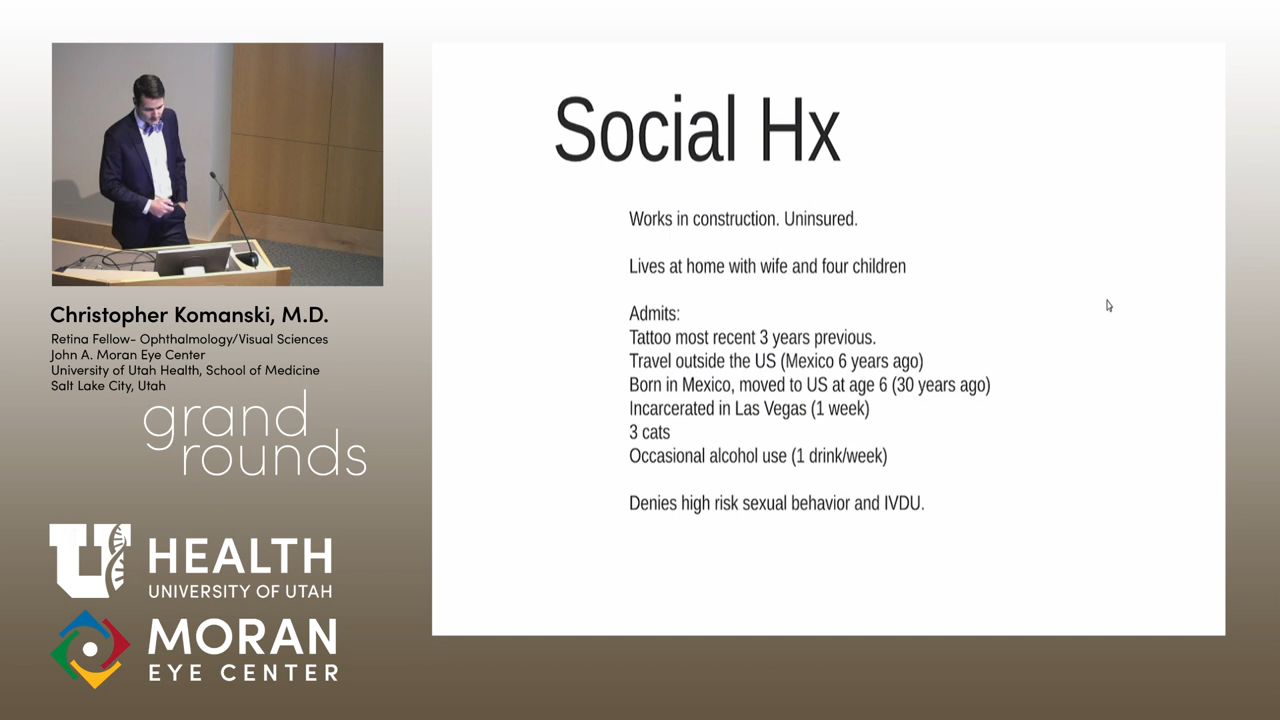 Social Hx
Works in construction. Uninsured.
Lives at home with wife and four children
Admits:
Tattoo most recent 3 years previous.
Travel outside the US (Mexico 6 years ago)
Born in Mexico, moved to US at age 6 (30 years ago)
Incarcerated in Las Vegas (1 week)
3 cats
Occasional alcohol use (1 drink/week)
Denies high risk sexual behavior and IVDU.
Christopher Komanski, M.D.
Retina Fellow- Ophthalmology/Visual Sciences
John A. Moran Eye Center
University of Utah Health, School of Medicine
Salt Lake City, Utah
grand
rounds
U HEALTH
UNIVERSITY OF UTAH
MORAN
EYE CENTER